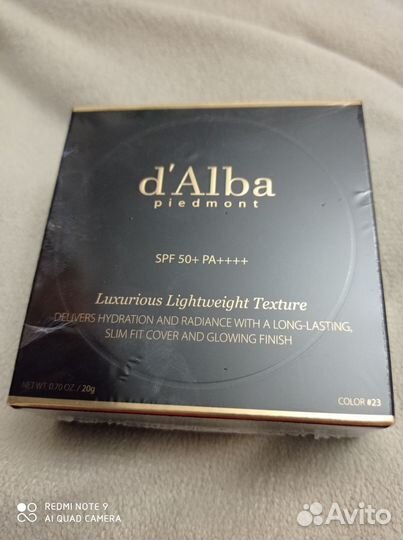 d'Alba
piedmont
SPF 50+ PA++++
Luxurious Lightweight Texture
DELIVERS HYDRATION AND RADIANCE WITH A LONG-LASTING,
SLIM FIT COVER AND GLOWING FINISH
NET WT. 0.70 OZ. / 20g
COLOR #23
REDMI NOTE 9
AI QUAD CAMERA
Avito